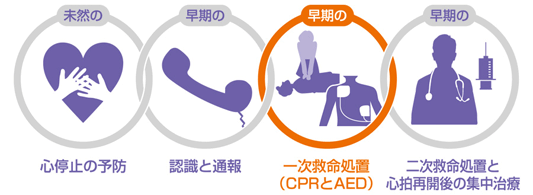 未然の
早期の
早期の
早期の
心停止の予防
認識と通報
一次救命処置
（CPRとAED）
二次救命処置と
心拍再開後の集中治療